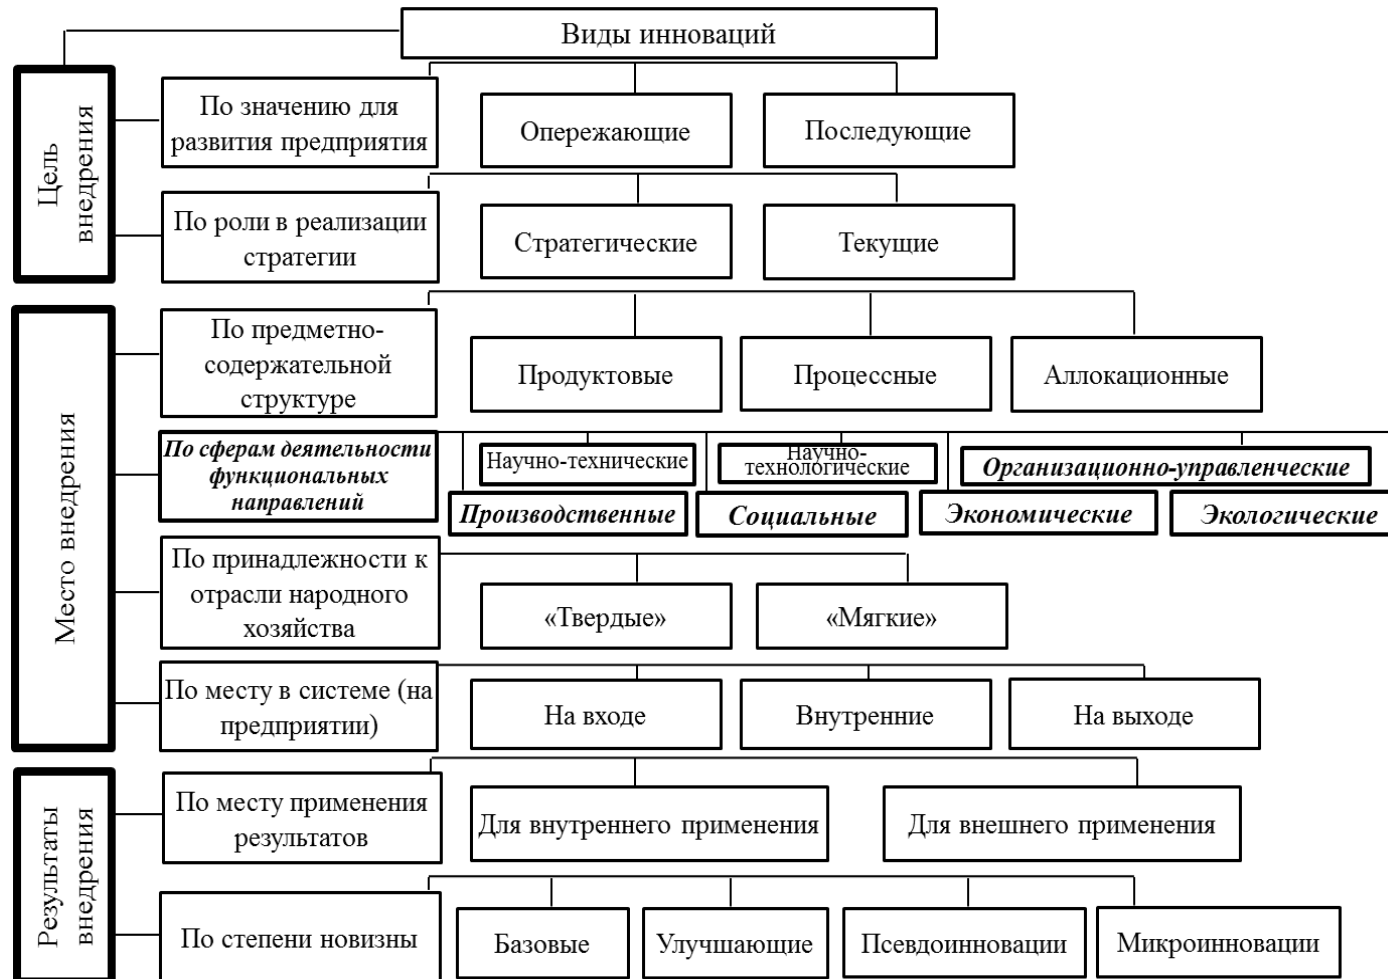 Виды инноваций
Цель
внедрения
По значению для
развития предприятия
Опережающие
Последующие
По роли в реализации
стратегии
Стратегические
Текущие
Место внедрения
По предметно-
содержательной
структуре
Продуктовые
Процессные
Аллокационные
По сферам деятельности
функциональных
направлений
Научно-технические
Научно-
технологические
Организационно-управленческие
Производственные
Социальные
Экономические
Экологические
По принадлежности к
отрасли народного
хозяйства
«Твердые»
«Мягкие»
По месту в системе (на
предприятии)
На входе
Внутренние
На выходе
Результаты
внедрения
По месту применения
результатов
Для внутреннего применения
Для внешнего применения
По степени новизны
Базовые
Улучшающие
Псевдоинновации
Микроинновации